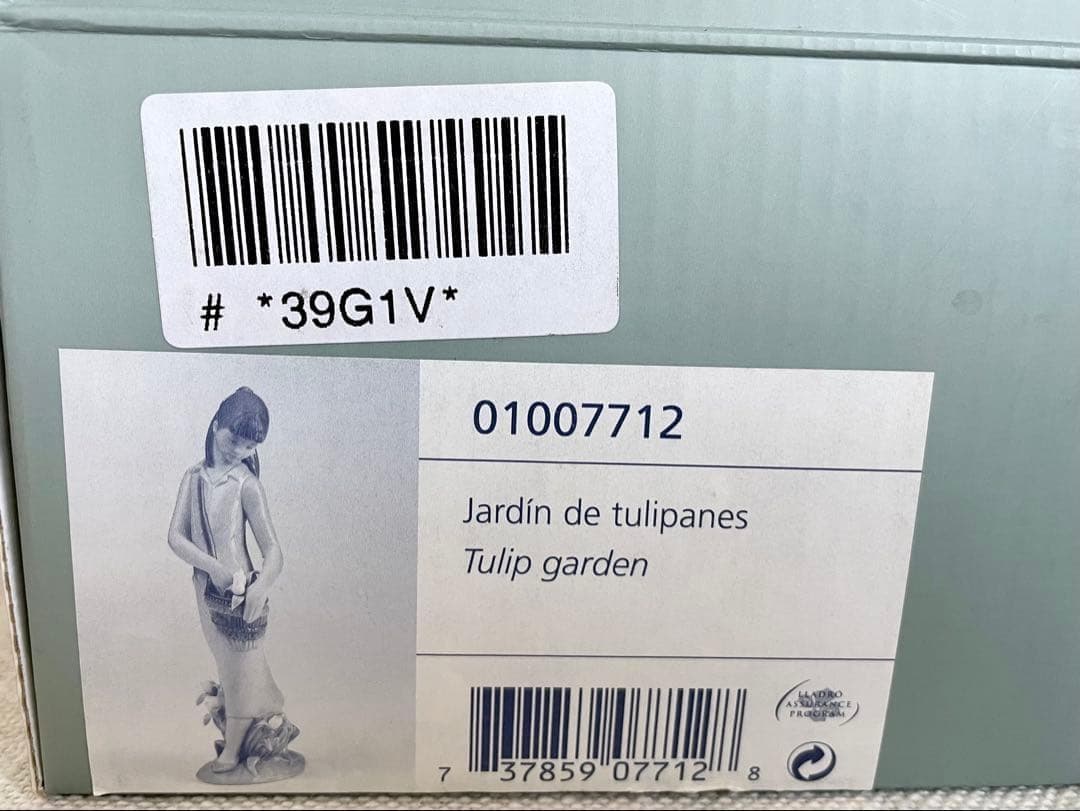 # *39G1V*
01007712
Jardín de tulipanes
Tulip garden
LLADRO
ASSURANCE
PROGRAM
7 37859 07712 8